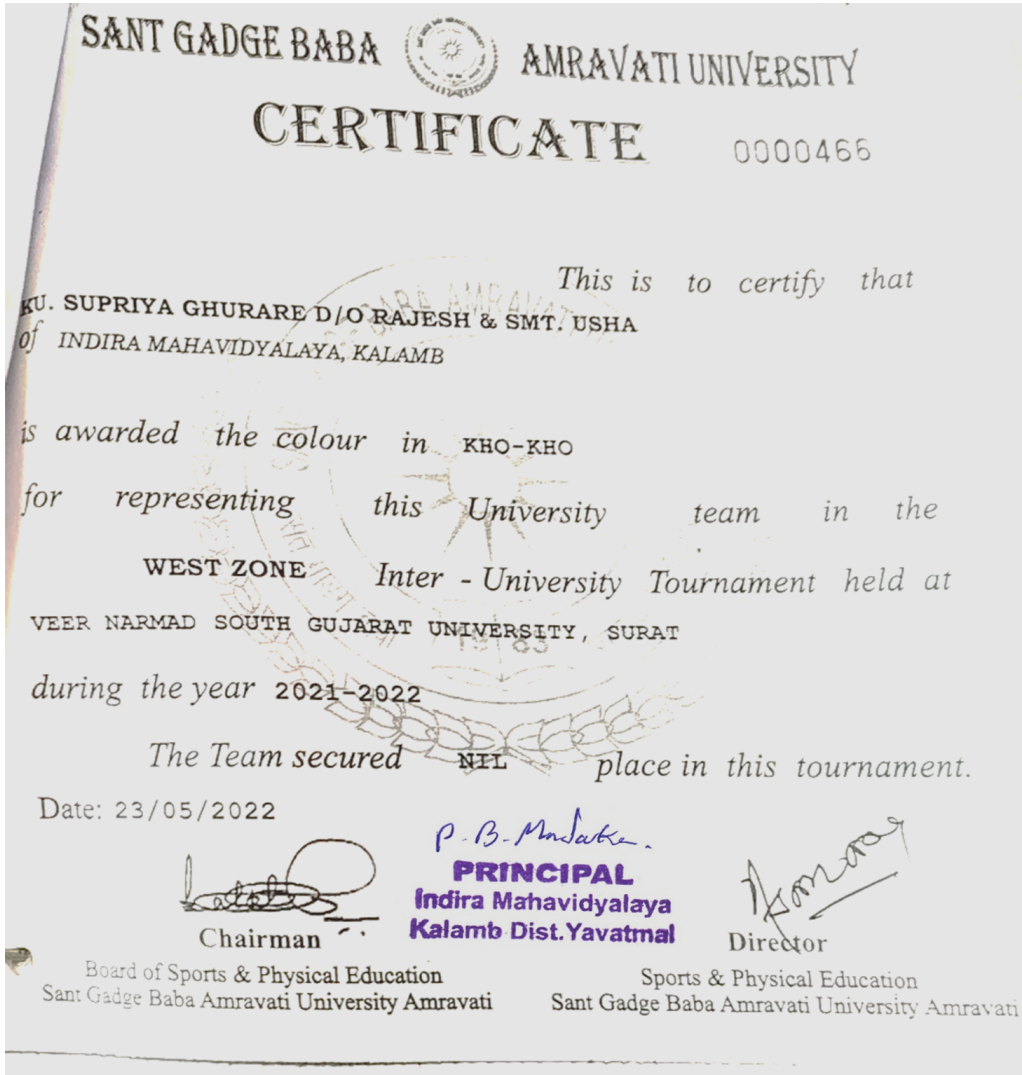 SANT GADGE BABA AMRAVATI UNIVERSITY
CERTIFICATE 0000466
This is to certify that
KU. SUPRIYA GHURARE D/O RAJESH & SMT. USHA
of INDIRA MAHAVIDYALAYA, KALAMB
is awarded the colour in KHO-KHO
for representing this University team in the
WEST ZONE Inter - University Tournament held at
VEER NARMAD SOUTH GUJARAT UNIVERSITY, SURAT
1983
during the year 2021-2022
The Team secured NIL place in this tournament.
Date: 23/05/2022
P. B.
PRINCIPAL
Indira Mahavidyalaya
Kalamb Dist. Yavatmal
Chairman
Board of Sports & Physical Education
Sant Gadge Baba Amravati University Amravati
Director
Sports & Physical Education
Sant Gadge Baba Amravati University Amravati